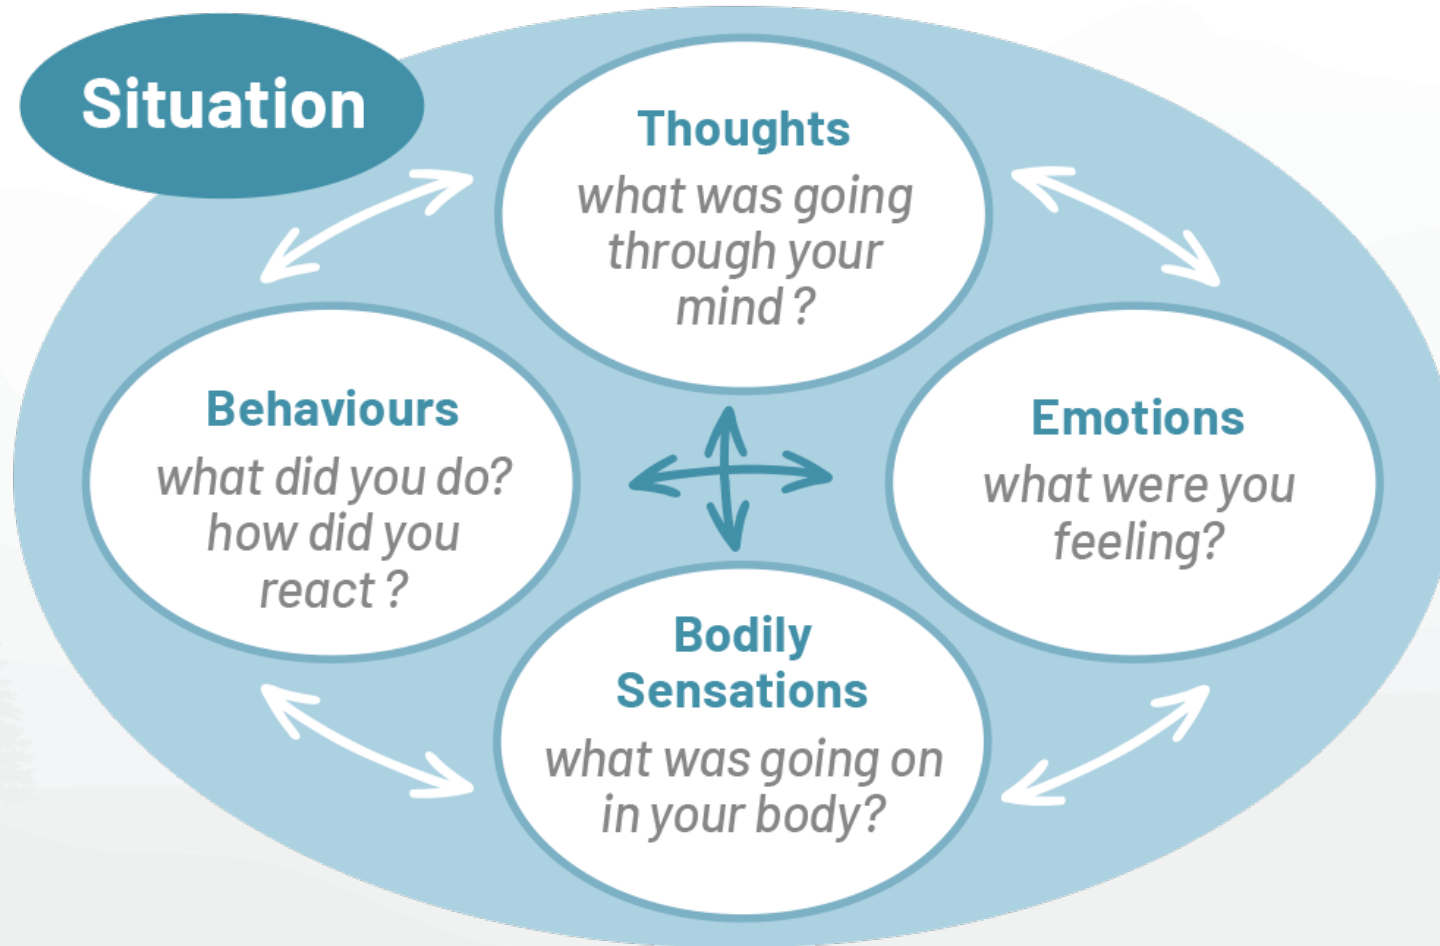 Situation
Thoughts
what was going
through your
mind ?
Behaviours
what did you do?
how did you
react ?
Emotions
what were you
feeling?
Bodily
Sensations
what was going on
in your body?